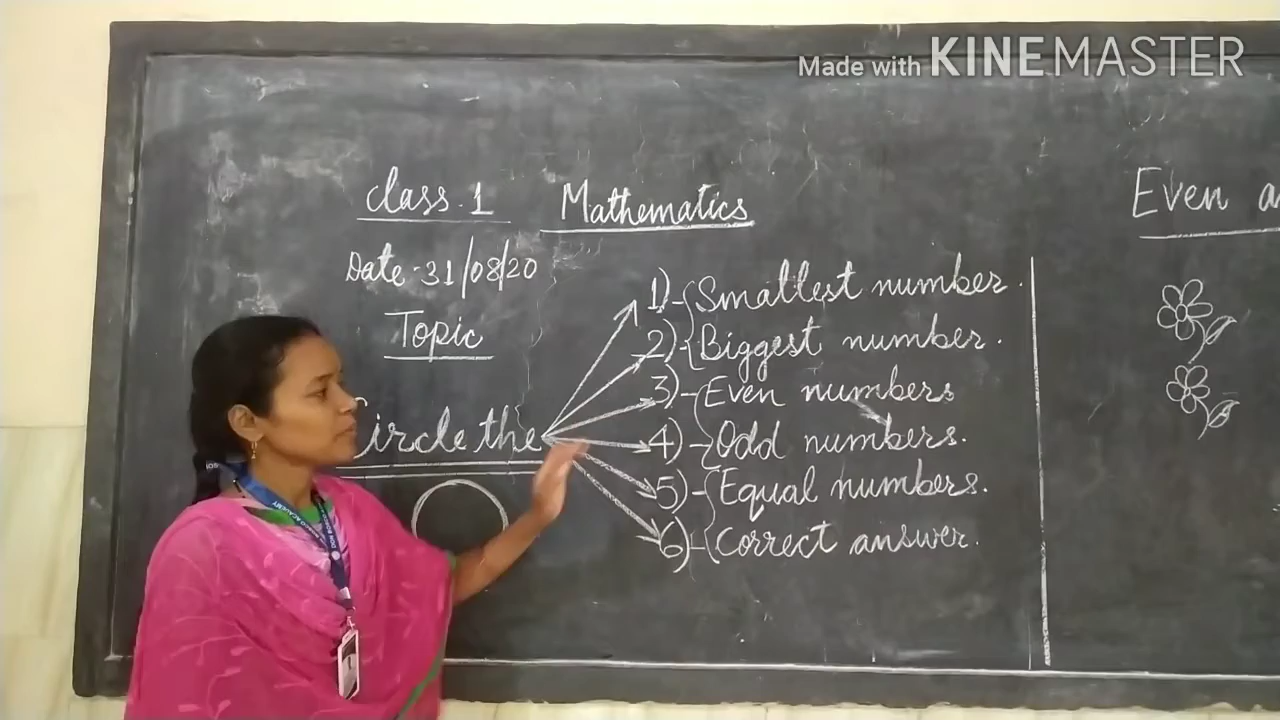 Made with KINEMASTER
Class.1 Mathematics
Date-31/08/20
Topic
Circle the
1) Smallest number.
2) Biggest number.
3) Even numbers
4) Odd numbers.
5) Equal numbers.
6) Correct answer.
Even